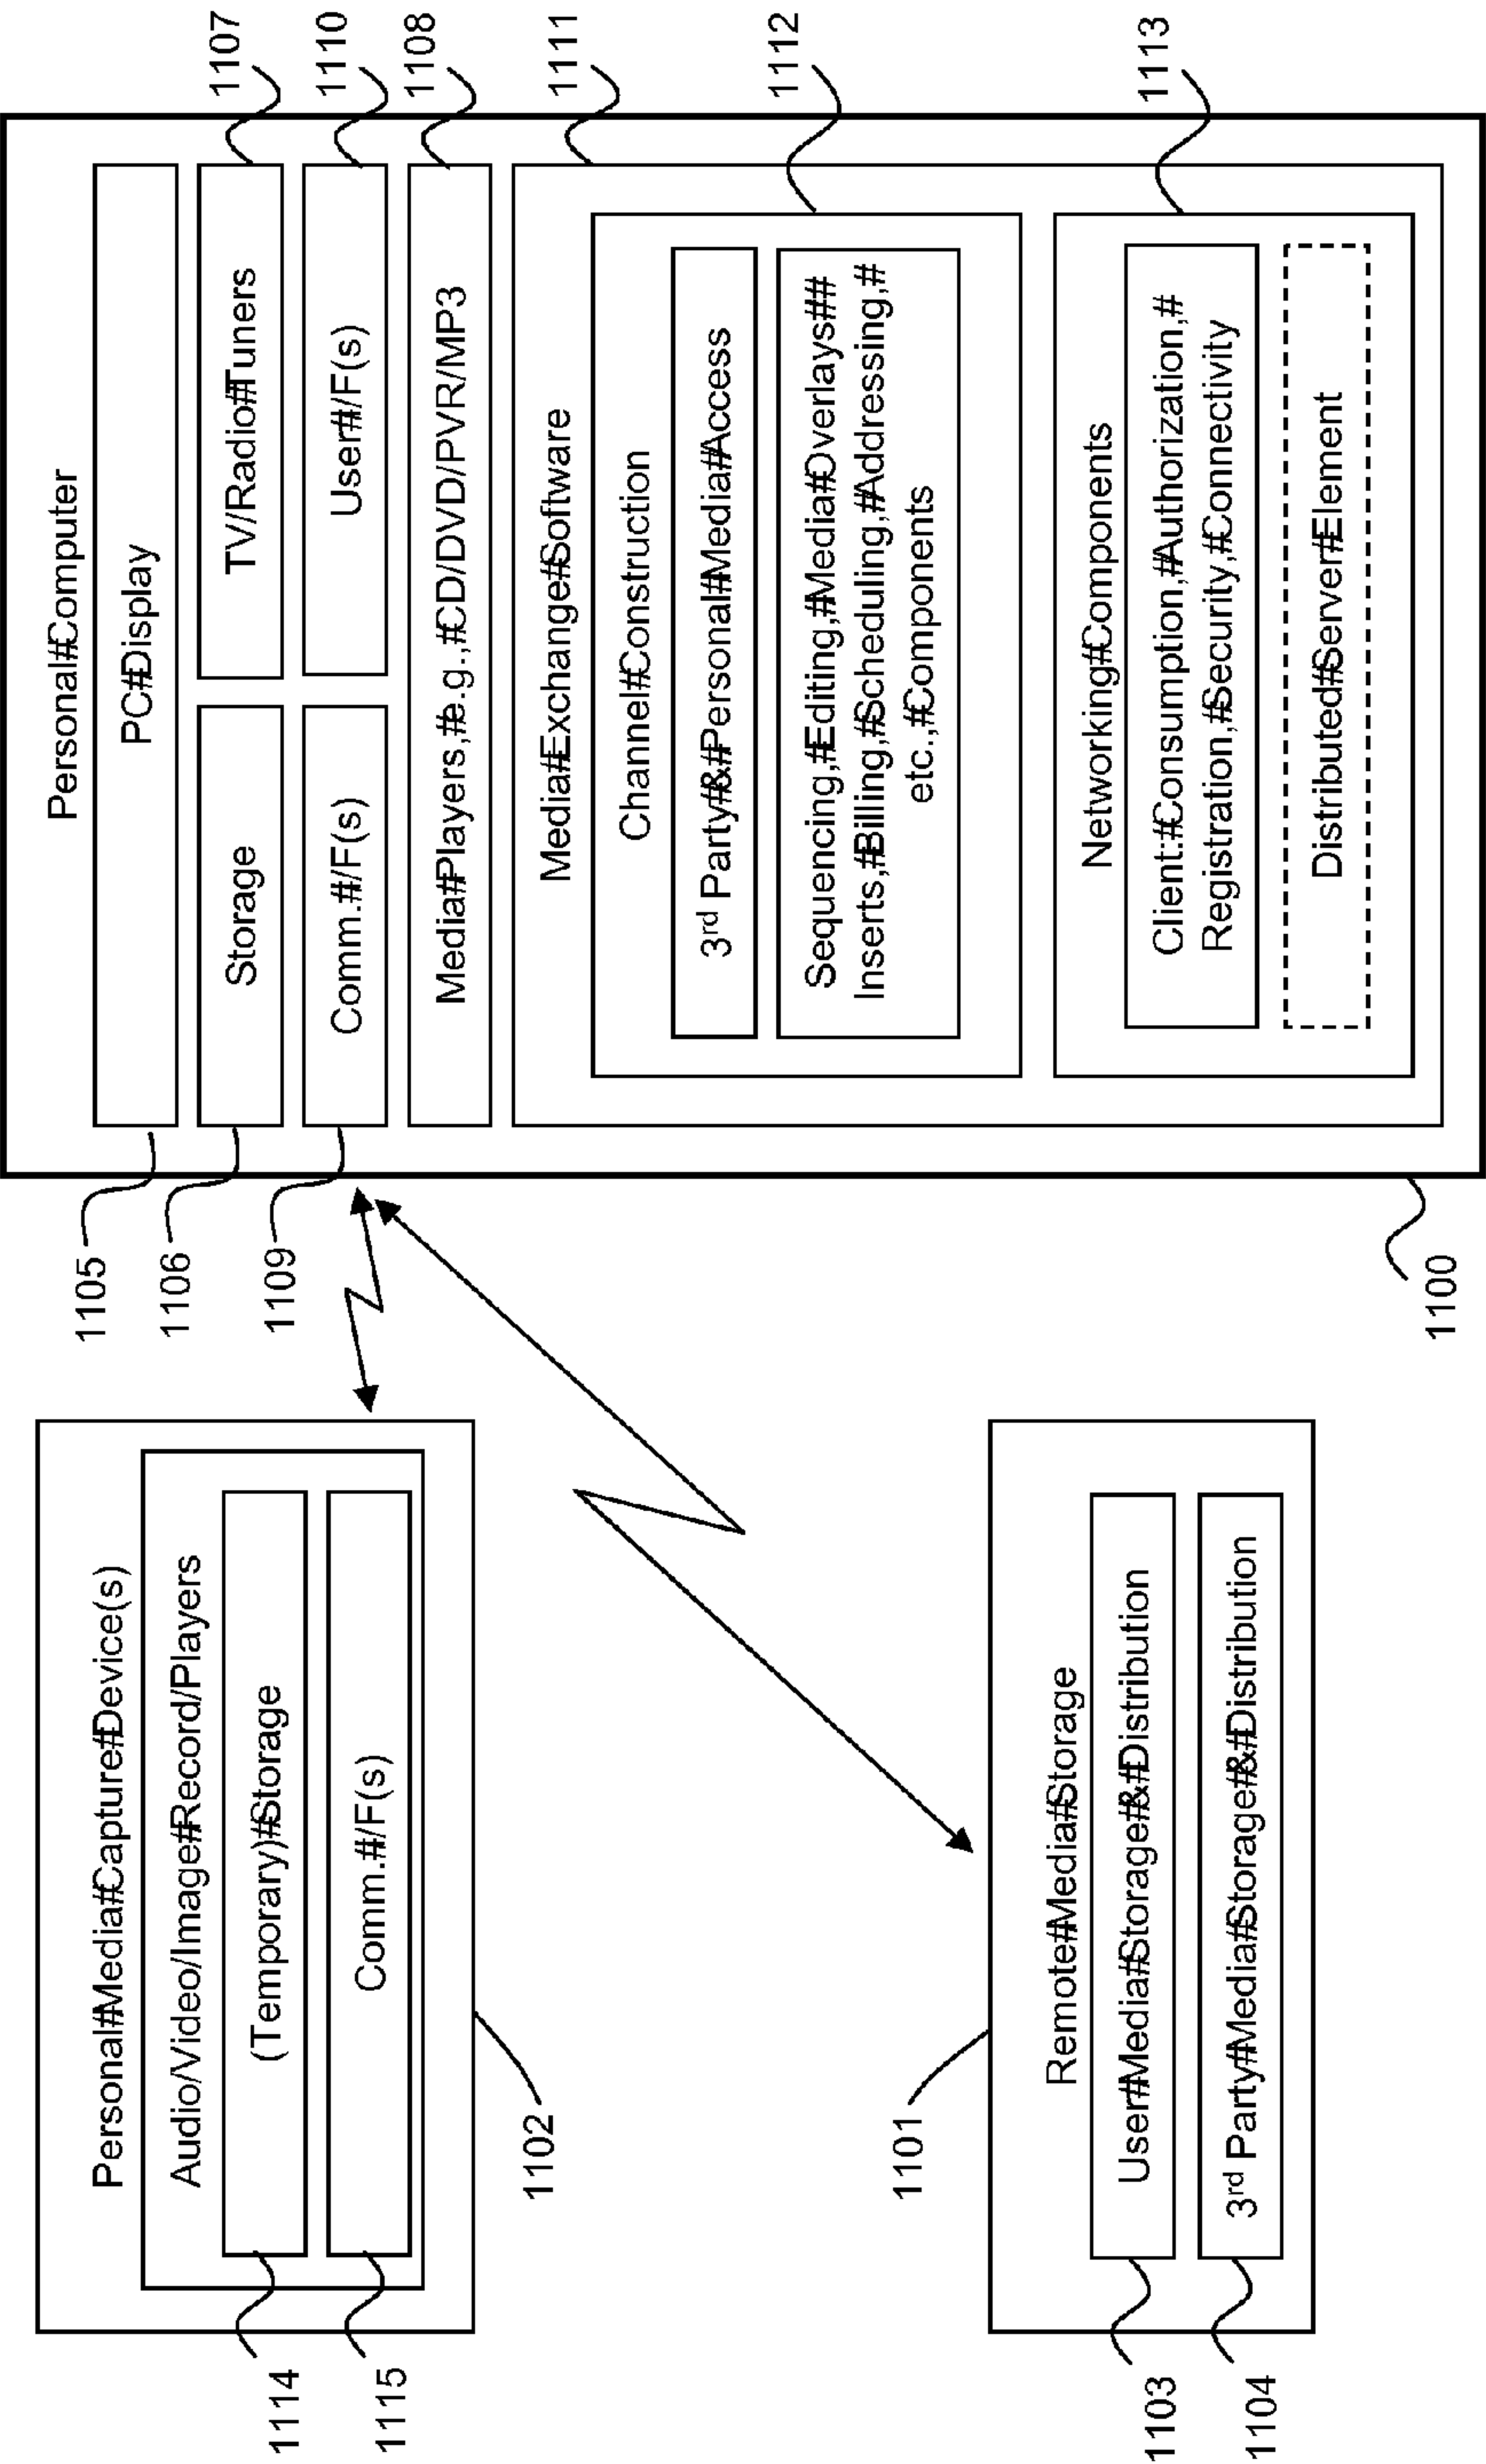 Personal#Media#Capture#Device(s)
Audio/Video/Image#Record/Players
(Temporary)#Storage
Comm.#I/F(s)
1114
1115
1102
1101
Remote#Media#Storage
User#Media#Storage#&#Distribution
3rd Party#Media#Storage#&#Distribution
1103
1104
Personal#Computer
PC#Display
Storage
TV/Radio#Tuners
Comm.#I/F(s)
User#I/F(s)
Media#Players,#e.g.,#CD/DVD/PVR/MP3
Media#Exchange#Software
Channel#Construction
3rd Party#&#Personal#Media#Access
Sequencing,#Editing,#Media#Overlays##
Inserts,#Billing,#Scheduling,#Addressing,#
etc.,#Components
Networking#Components
Client:#Consumption,#Authorization,#
Registration,#Security,#Connectivity
Distributed#Server#Element
1105
1106
1109
1100
1107
1110
1108
1111
1112
1113